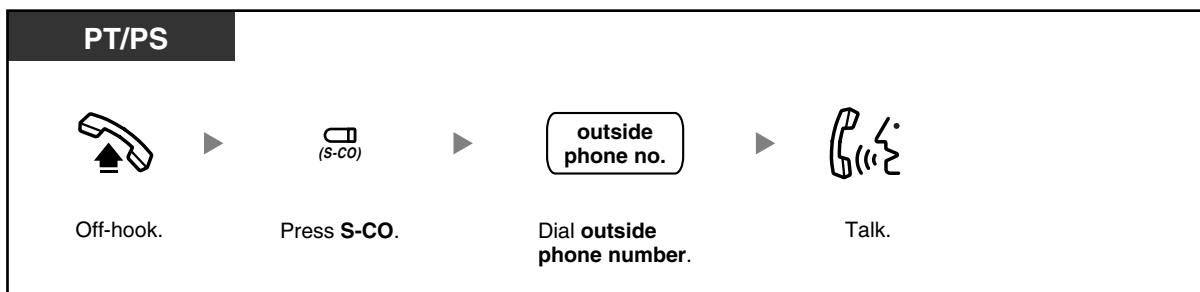 PT/PS
(S-CO)
outside
phone no.
Off-hook.
Press S-CO.
Dial outside
phone number.
Talk.